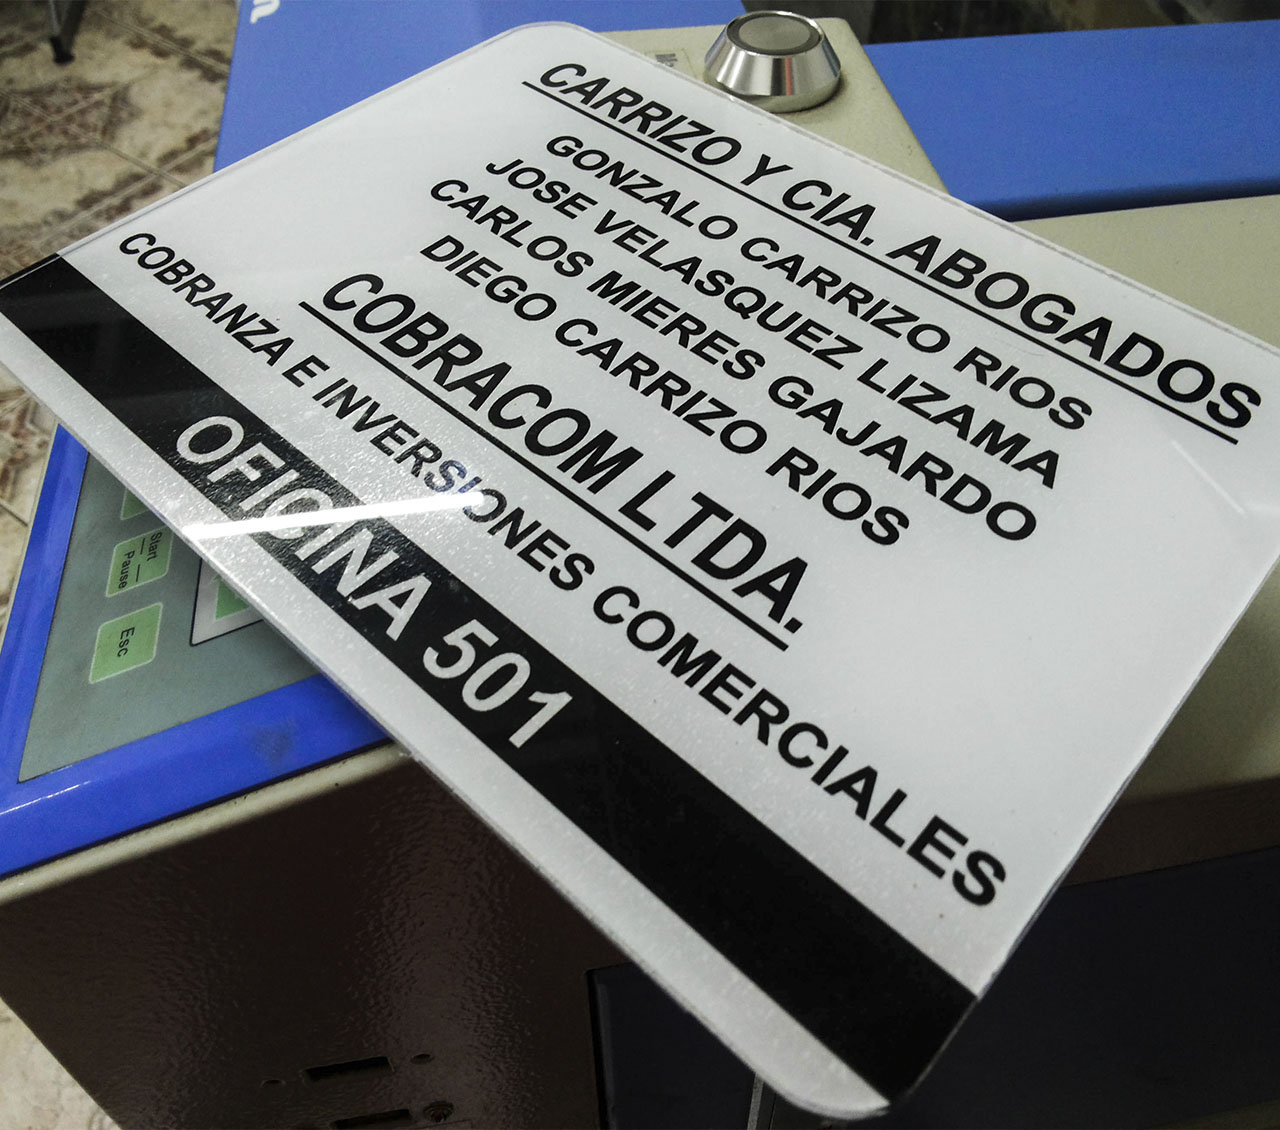 CARRIZO Y CIA. ABOGADOS
GONZALO CARRIZO RIOS
JOSE VELASQUEZ LIZAMA
CARLOS MIERES GAJARDO
DIEGO CARRIZO RIOS
COBRACOM LTDA.
COBRANZA E INVERSIONES COMERCIALES
OFICINA 501
Start
Pause
Esc